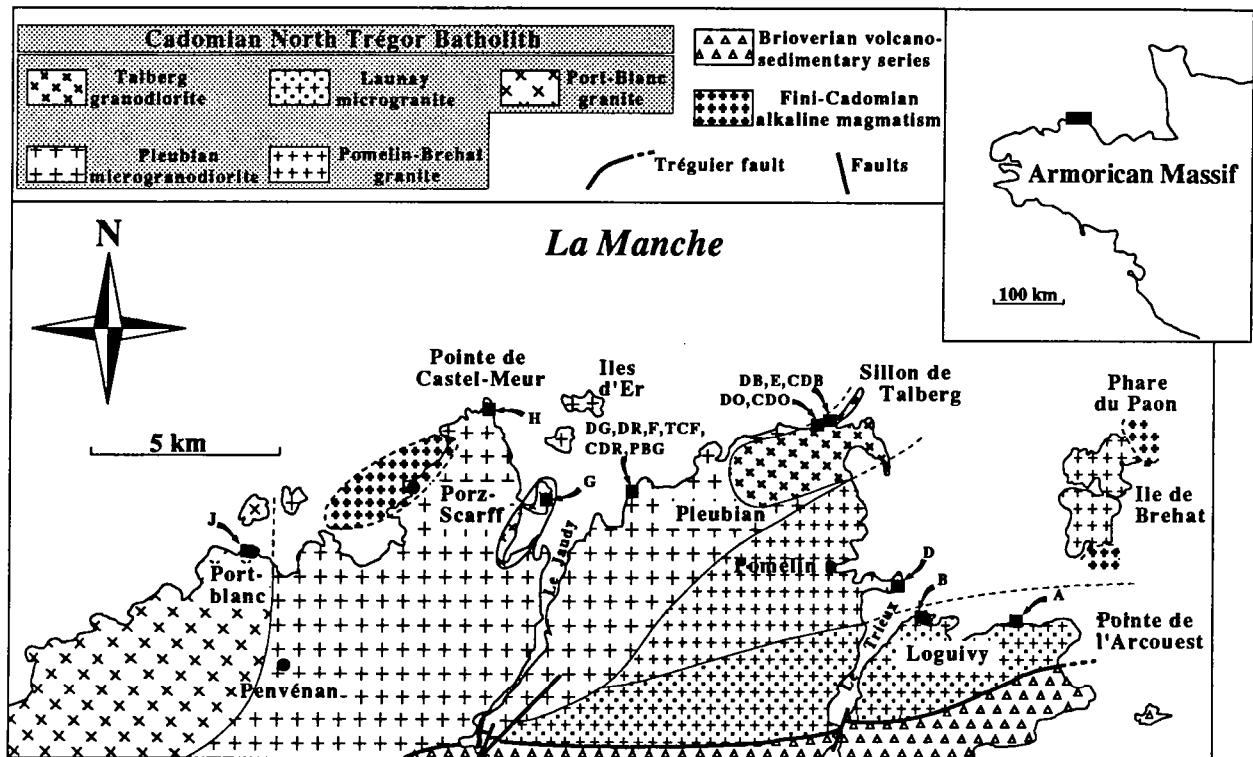 Cadomian North Trégor Batholith
Talberg
granodiorite
Launay
microgranite
Port-Blanc
granite
Pleubian
microgranodiorite
Pomelin-Brehat
granite
Brioverian volcano-
sedimentary series
Fini-Cadomian
alkaline magmatism
Tréguier fault
Faults
Armorican Massif
100 km
La Manche
N
5 km
Pointe de
Castel-Meur
H
Iles
d'Er
DG,DR,F,TCF,
CDR,PBG
DB,E,CDB
DO,CDO
Sillon de
Talberg
Phare
du Paon
Ile de
Brehat
Porz-
Scarff
G
Pleubian
J
Port-
blanc
Le Jaudy
Pomelin
D
B
A
Trieux
Loguivy
Pointe de
l'Arcouest
Penvénan